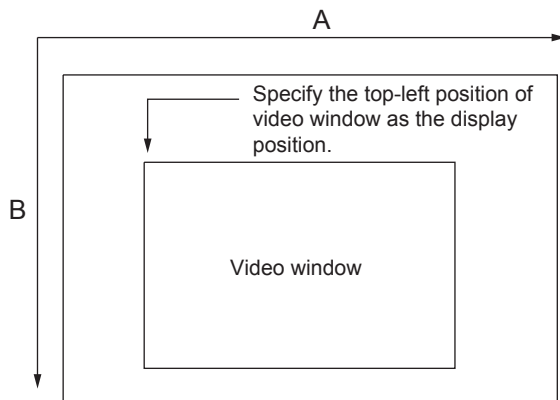 A
Specify the top-left position of
video window as the display
position.
B
Video window